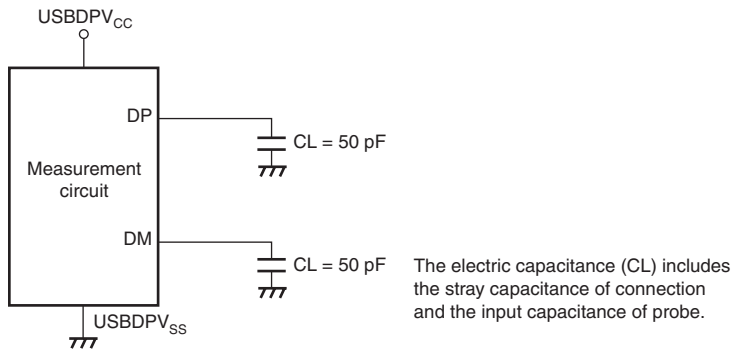 USBDPVCC
DP
CL = 50 pF
Measurement
circuit
DM
CL = 50 pF
The electric capacitance (CL) includes
the stray capacitance of connection
and the input capacitance of probe.
USBDPVSS